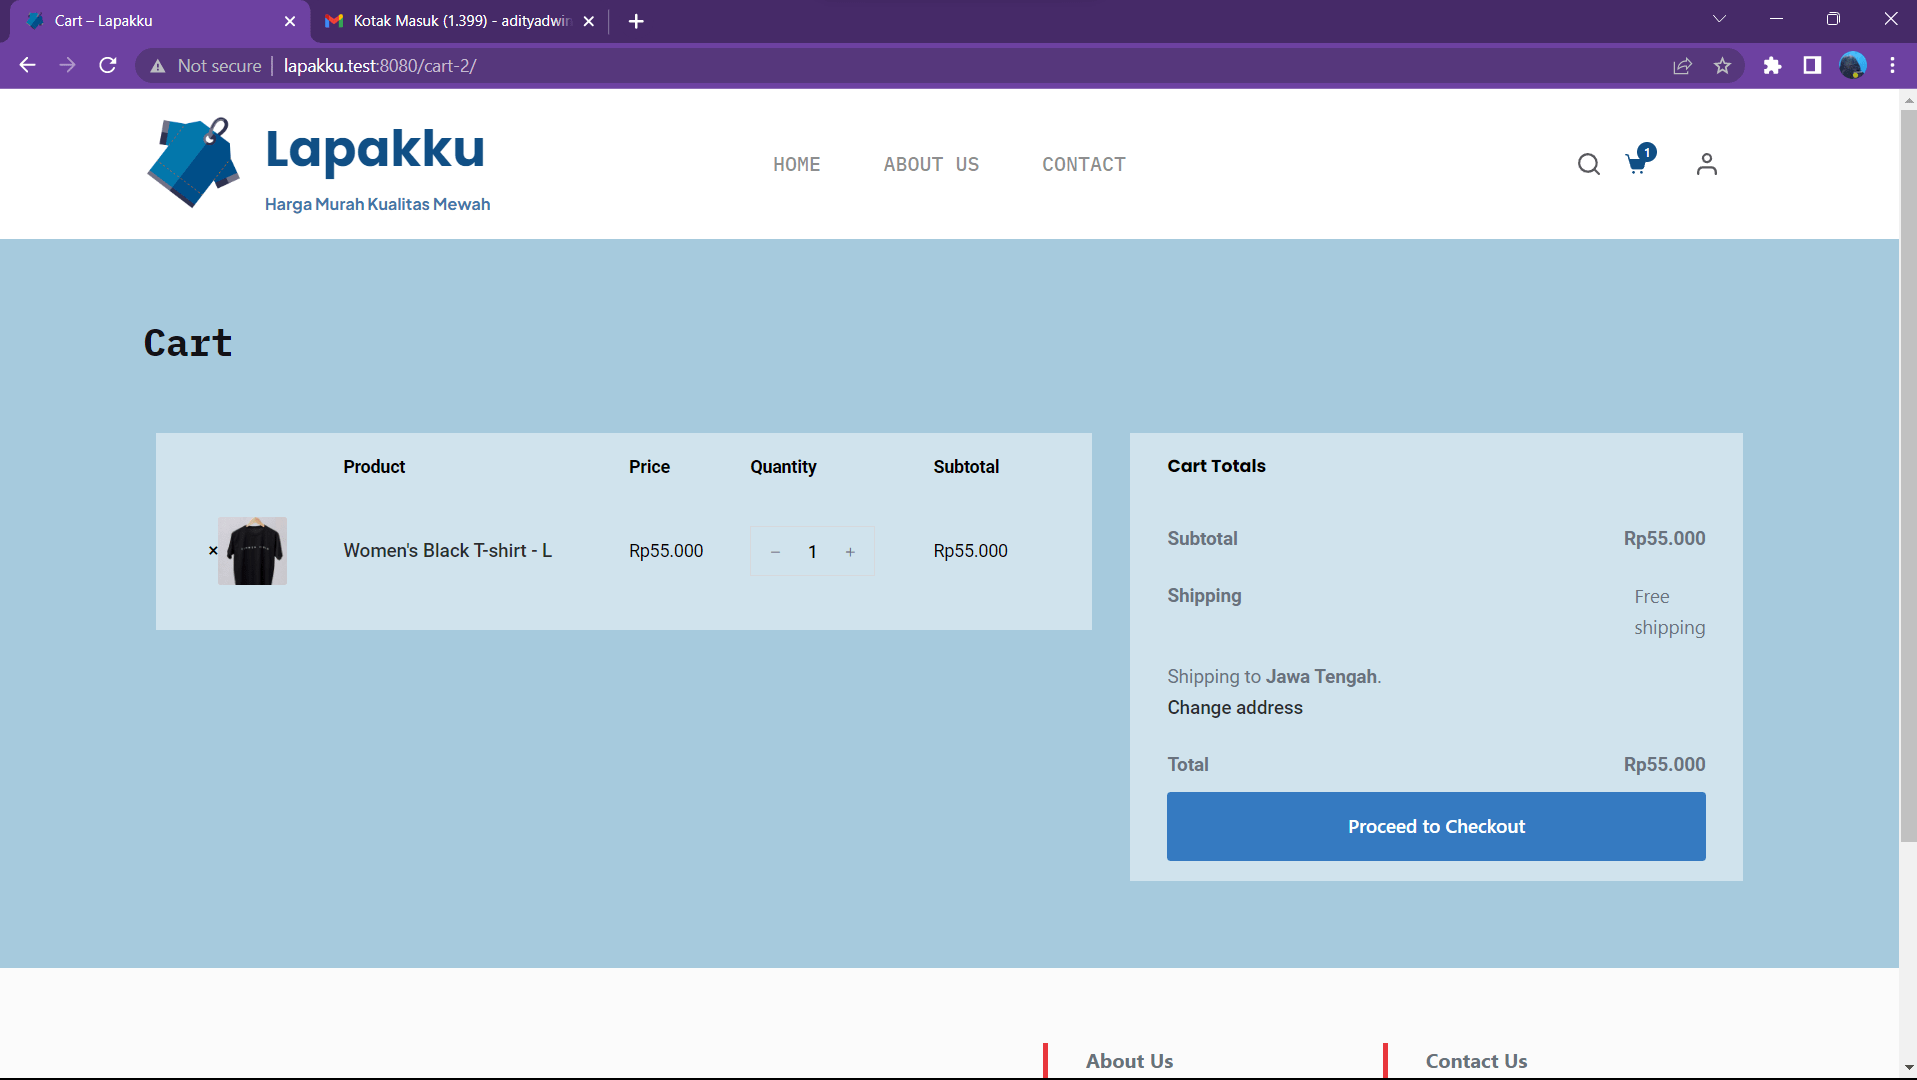 Cart – Lapakku
Kotak Masuk (1.399) - adityadwin
Not secure
lapakku.test:8080/cart-2/
Lapakku
Harga Murah Kualitas Mewah
HOME
ABOUT US
CONTACT
1
Cart
Product Price Quantity Subtotal
× Women's Black T-shirt - L Rp55.000 − 1 + Rp55.000
Cart Totals
Subtotal Rp55.000
Shipping Free
shipping
Shipping to Jawa Tengah.
Change address
Total Rp55.000
Proceed to Checkout
About Us
Contact Us